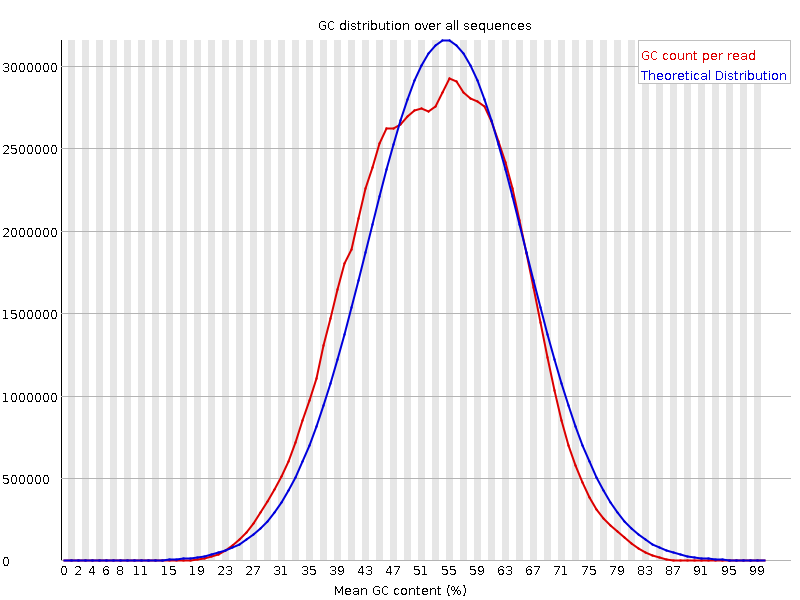 GC distribution over all sequences
GC count per read
Theoretical Distribution
3000000
2500000
2000000
1500000
1000000
500000
0
0 2 4 6 8 11 15 19 23 27 31 35 39 43 47 51 55 59 63 67 71 75 79 83 87 91 95 99
Mean GC content (%)